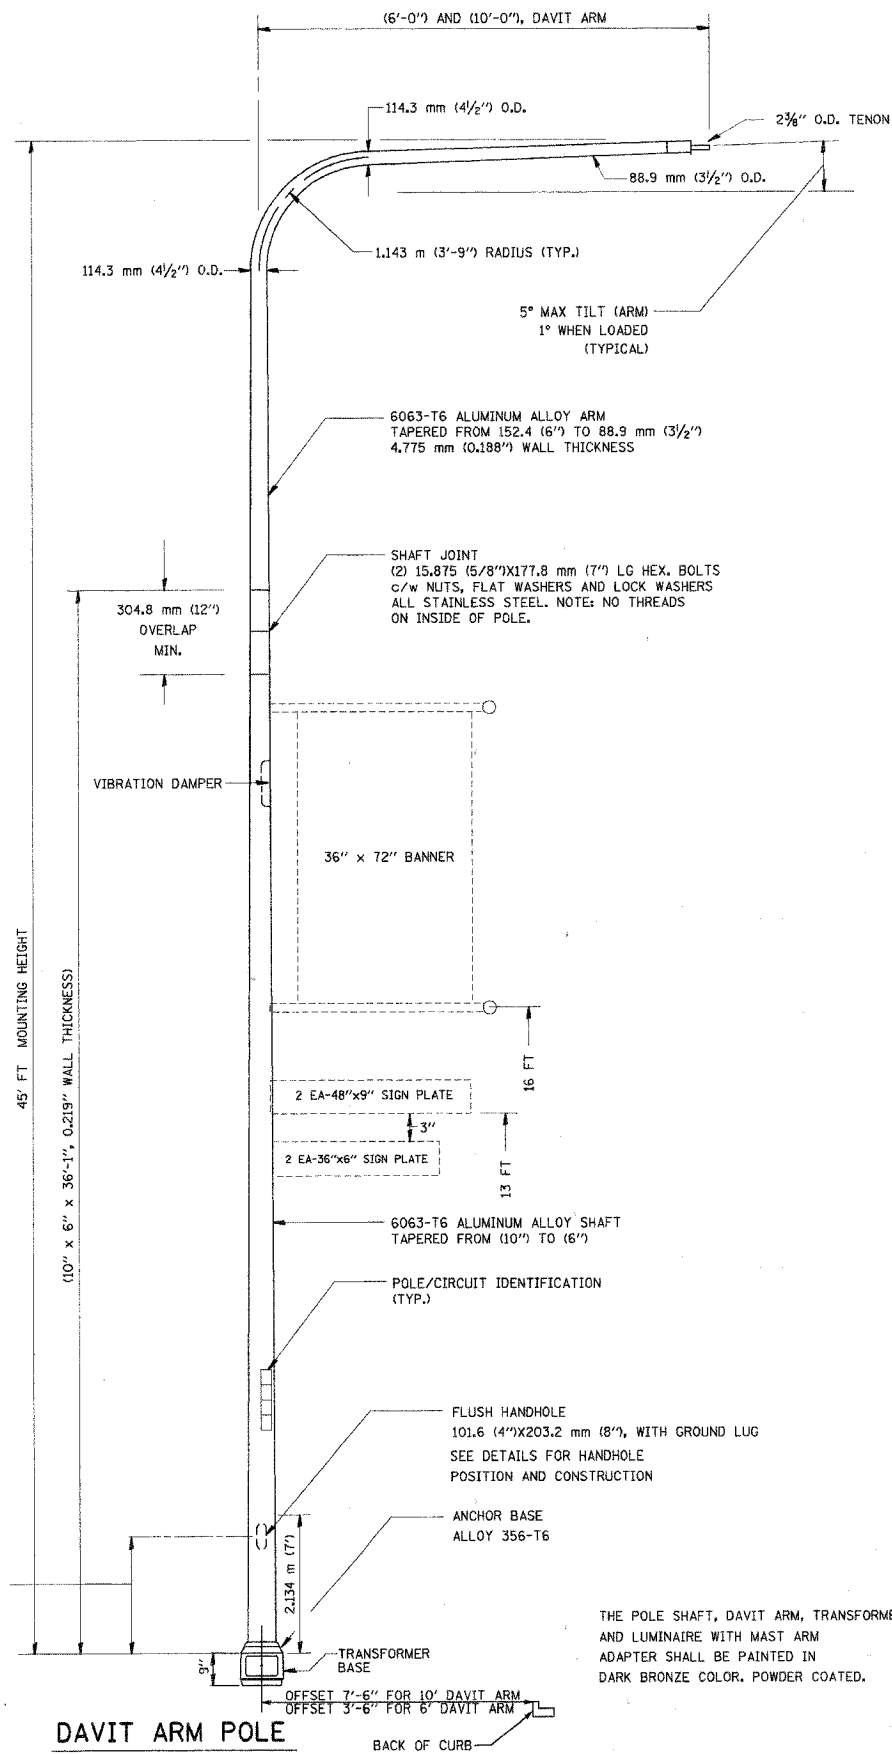 (6'-0") AND (10'-0"), DAVIT ARM
114.3 mm (4½") O.D.
2⅜" O.D. TENON
88.9 mm (3½") O.D.
1.143 m (3'-9") RADIUS (TYP.)
114.3 mm (4½") O.D.
5° MAX TILT (ARM)
1° WHEN LOADED
(TYPICAL)
6063-T6 ALUMINUM ALLOY ARM
TAPERED FROM 152.4 (6") TO 88.9 mm (3½")
4.775 mm (0.188") WALL THICKNESS
SHAFT JOINT
(2) 15.875 (5/8")X177.8 mm (7") LG HEX. BOLTS
c/w NUTS, FLAT WASHERS AND LOCK WASHERS
ALL STAINLESS STEEL. NOTE: NO THREADS
ON INSIDE OF POLE.
304.8 mm (12")
OVERLAP
MIN.
VIBRATION DAMPER
36" x 72" BANNER
45' FT MOUNTING HEIGHT
(10" x 6" x 36'-1", 0.219" WALL THICKNESS)
16 FT
2 EA-48"x9" SIGN PLATE
3"
2 EA-36"x6" SIGN PLATE
13 FT
6063-T6 ALUMINUM ALLOY SHAFT
TAPERED FROM (10") TO (6")
POLE/CIRCUIT IDENTIFICATION
(TYP.)
FLUSH HANDHOLE
101.6 (4")X203.2 mm (8"), WITH GROUND LUG
SEE DETAILS FOR HANDHOLE
POSITION AND CONSTRUCTION
ANCHOR BASE
ALLOY 356-T6
2.134 m (7')
THE POLE SHAFT, DAVIT ARM, TRANSFORME
AND LUMINAIRE WITH MAST ARM
ADAPTER SHALL BE PAINTED IN
DARK BRONZE COLOR. POWDER COATED.
TRANSFORMER
BASE
9"
OFFSET 7'-6" FOR 10' DAVIT ARM
OFFSET 3'-6" FOR 6' DAVIT ARM
DAVIT ARM POLE
BACK OF CURB